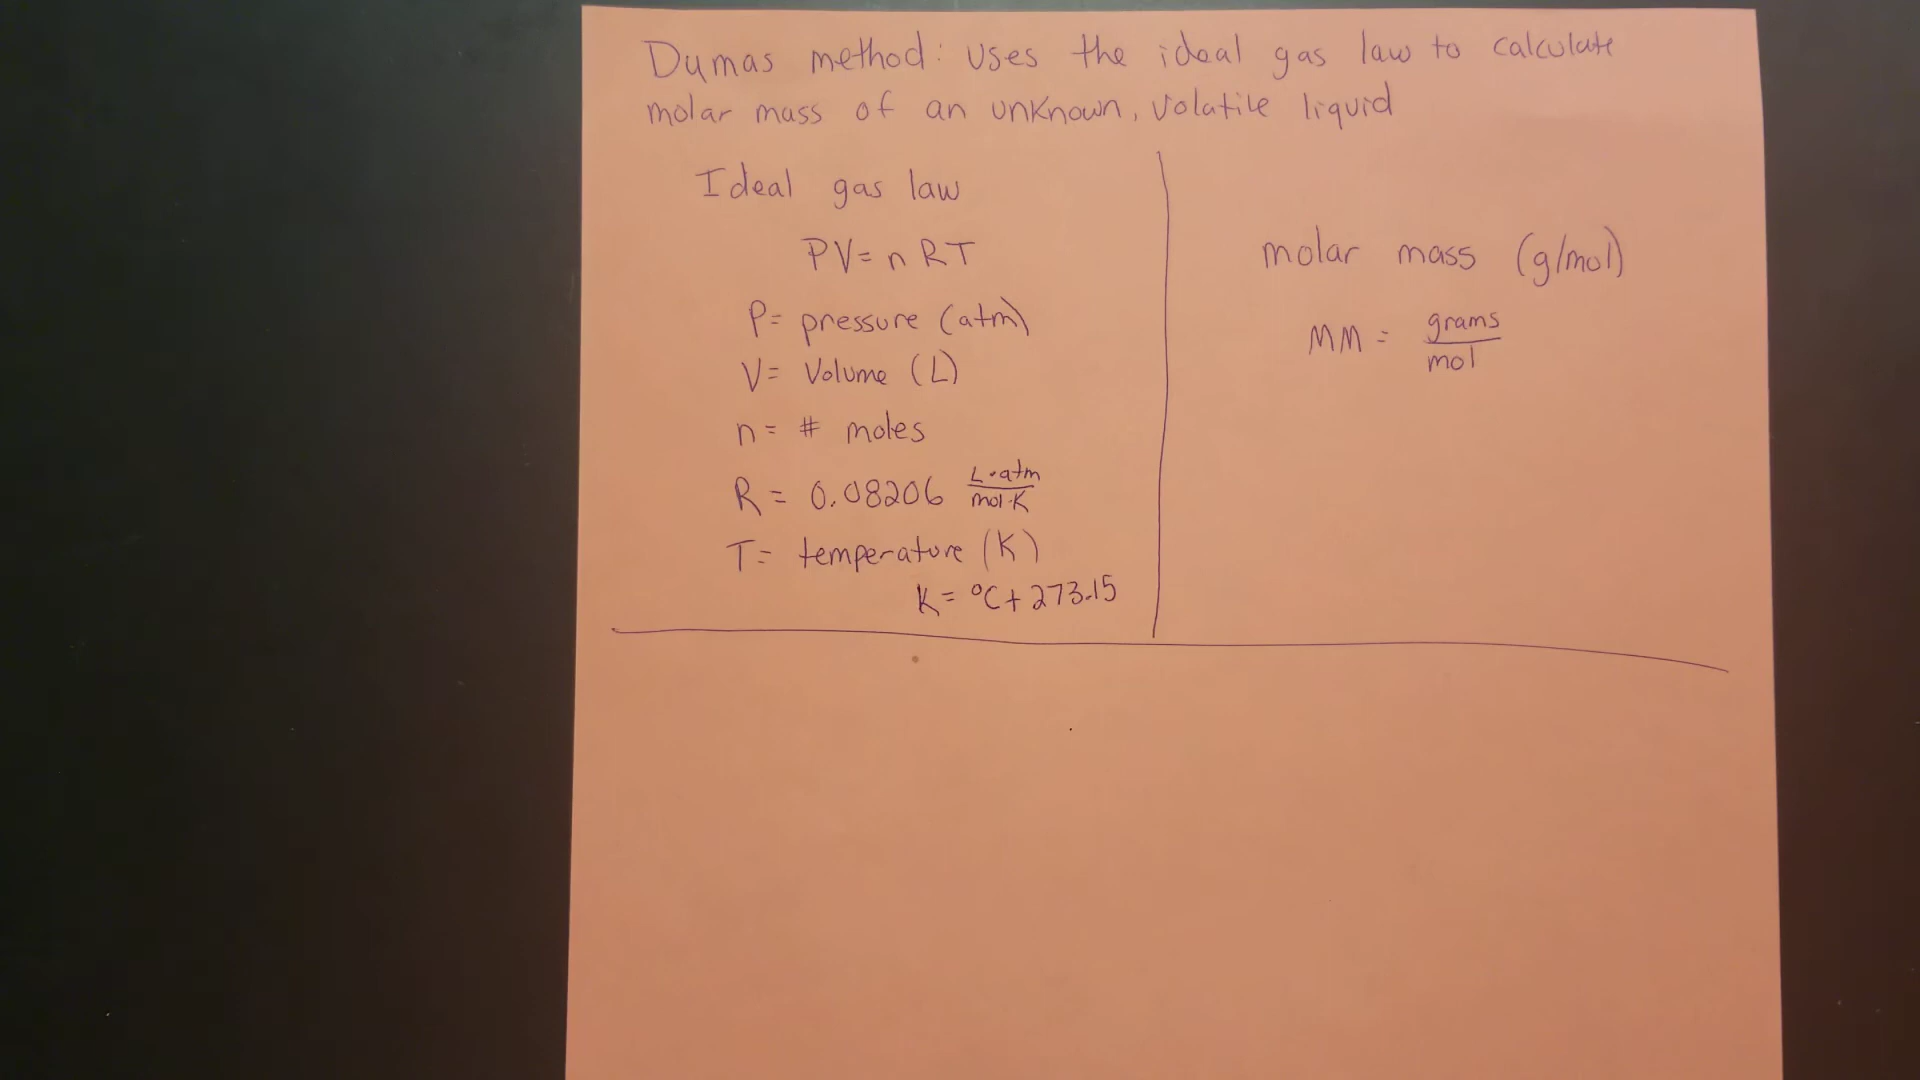 Dumas method: uses the ideal gas law to calculate
molar mass of an unknown, volatile liquid
Ideal gas law
PV = nRT
P = pressure (atm)
V = Volume (L)
n = # moles
R = 0.08206 L·atm/mol·K
T = temperature (K)
K = °C + 273.15
molar mass (g/mol)
MM = grams/mol